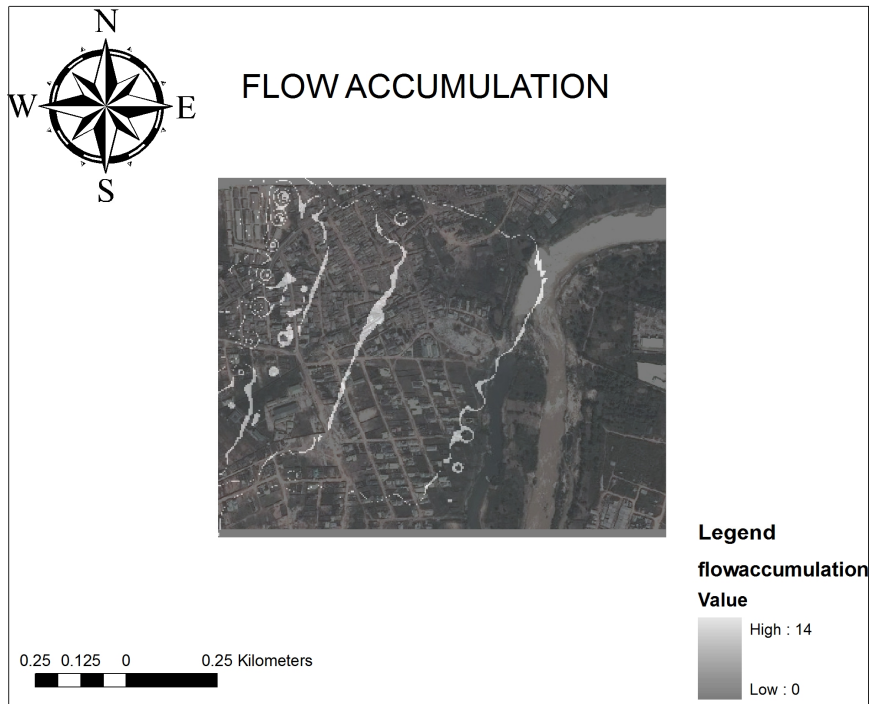 N
W
E
S
FLOW ACCUMULATION
Legend
flowaccumulation
Value
High : 14
Low : 0
0.25 0.125 0 0.25 Kilometers